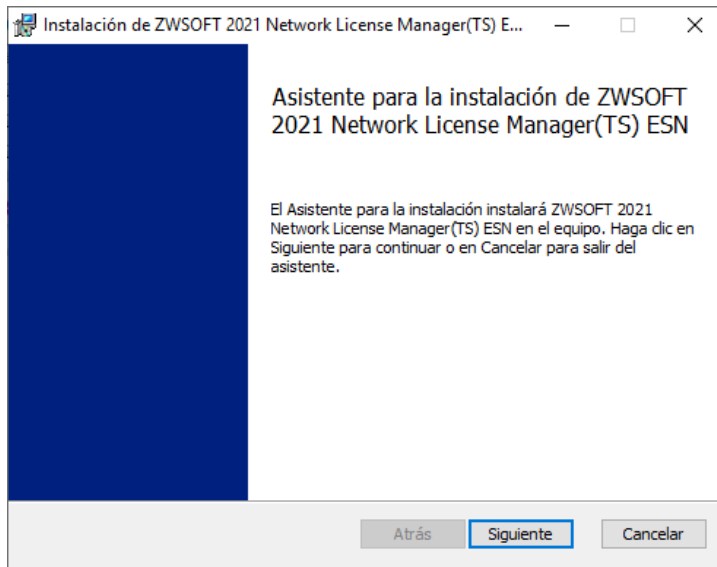 Instalación de ZWSOFT 2021 Network License Manager(TS) E...
Asistente para la instalación de ZWSOFT
2021 Network License Manager(TS) ESN
El Asistente para la instalación instalará ZWSOFT 2021
Network License Manager(TS) ESN en el equipo. Haga clic en
Siguiente para continuar o en Cancelar para salir del
asistente.
Atrás
Siguiente
Cancelar